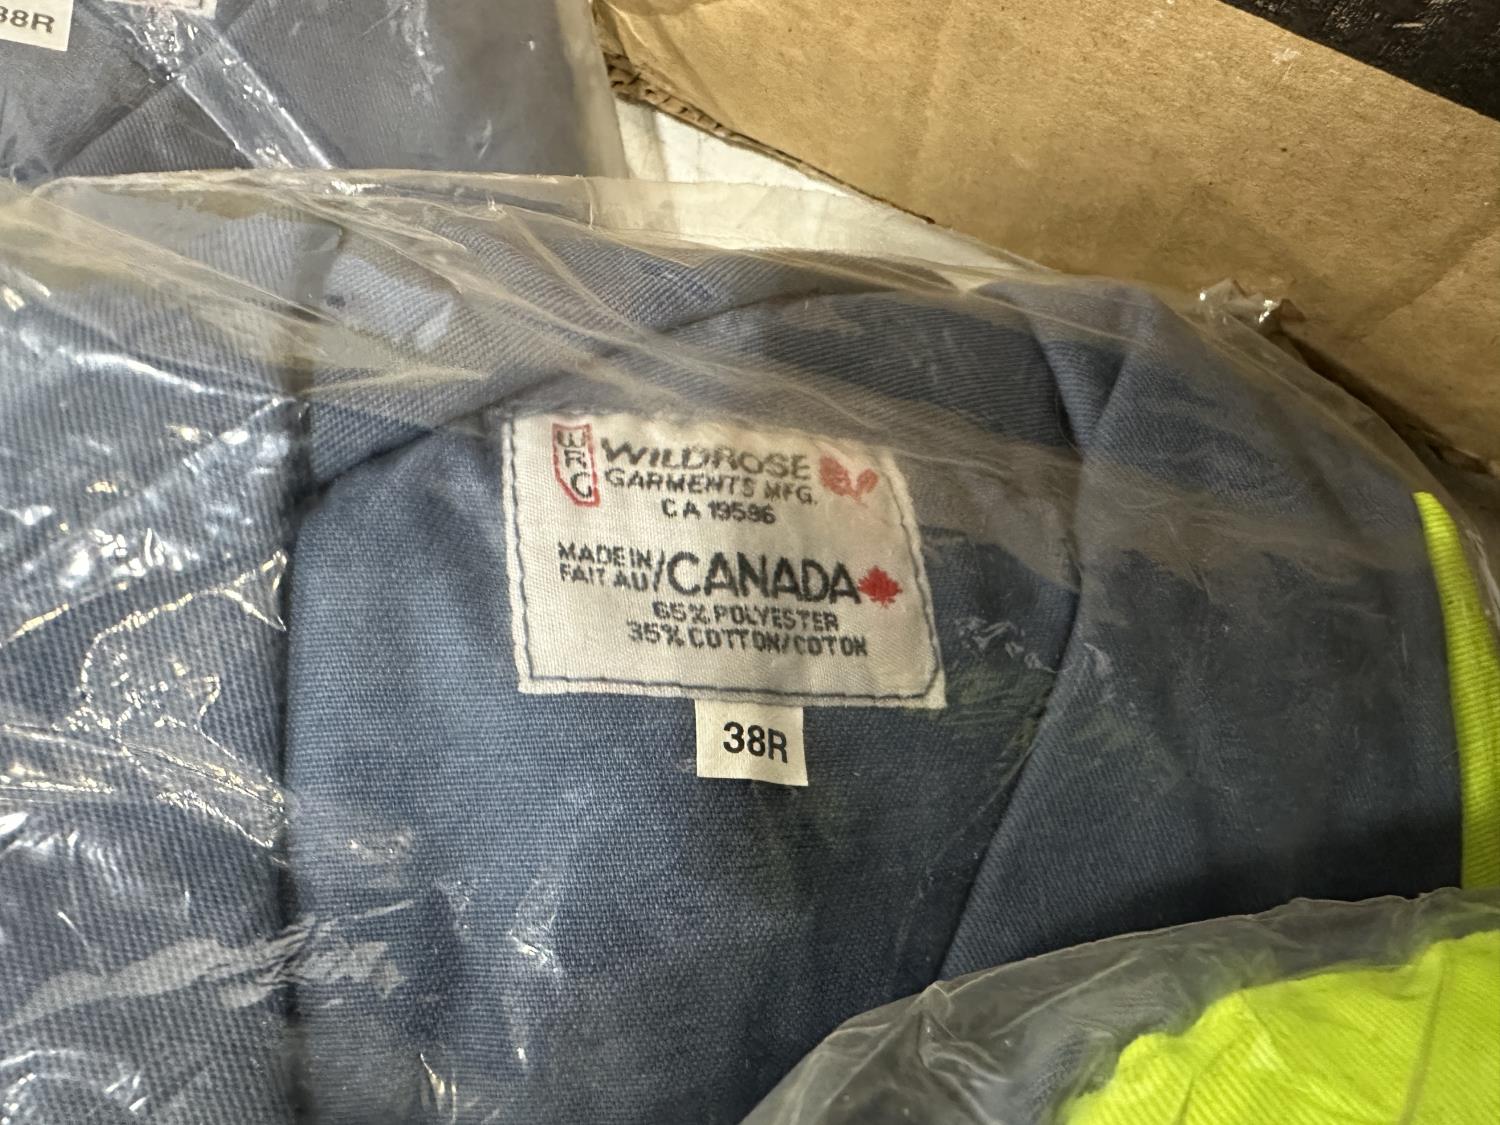 38R
WRG
WILDROSE
GARMENTS MFG.
CA 19596
MADE IN/
FAIT AU/CANADA
65% POLYESTER
35% COTTON/COTON
38R